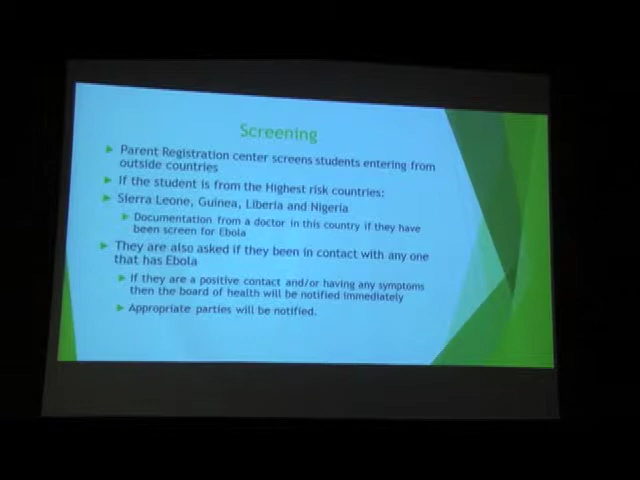 Screening
Parent Registration center screens students entering from
outside countries
If the student is from the Highest risk countries:
Sierra Leone, Guinea, Liberia and Nigeria
Documentation from a doctor in this country if they have
been screen for Ebola
They are also asked if they been in contact with any one
that has Ebola
If they are a positive contact and/or having any symptoms
then the board of health will be notified immediately
Appropriate parties will be notified.